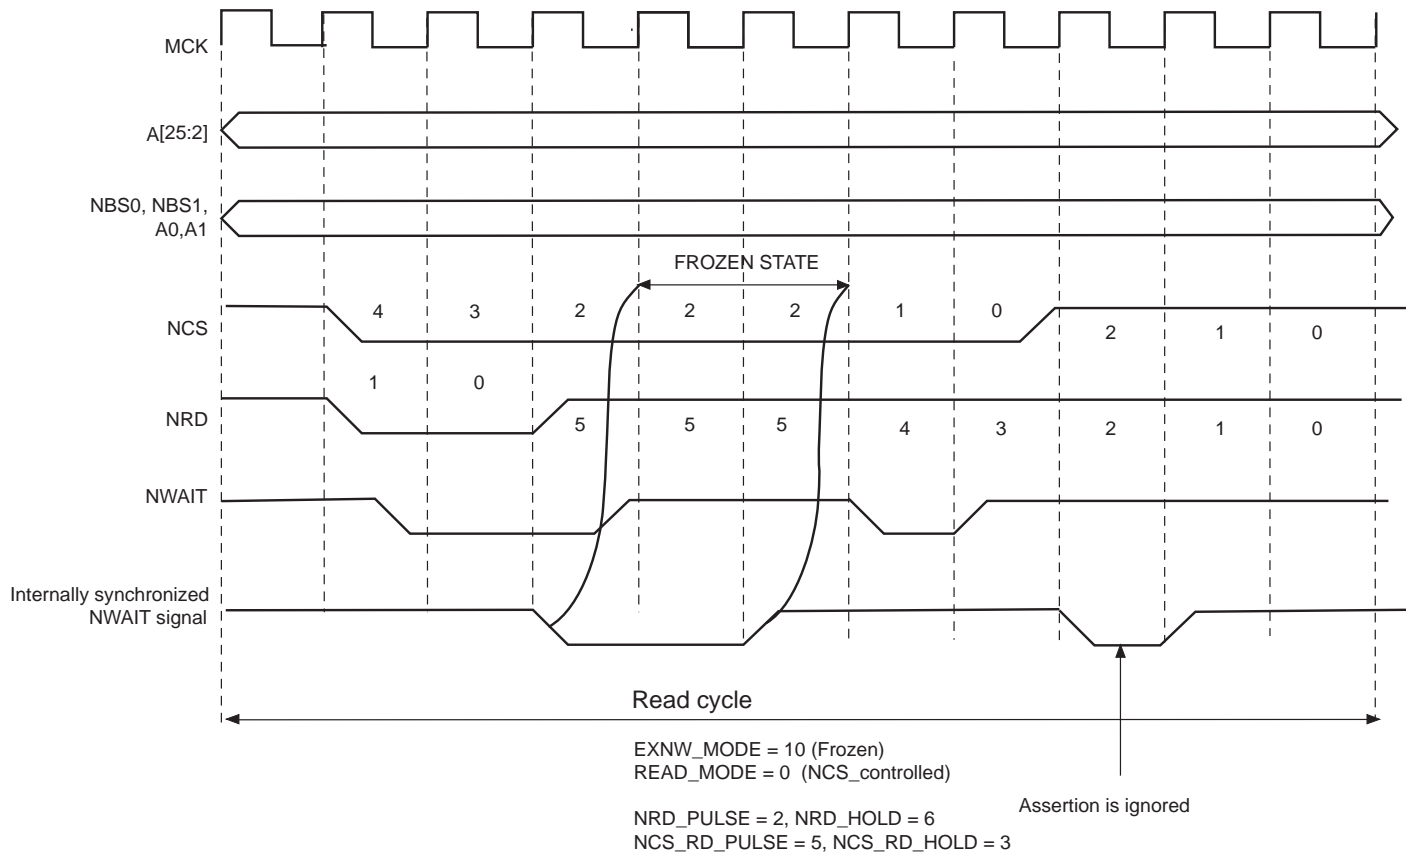 MCK
A[25:2]
NBS0, NBS1,
A0,A1
FROZEN STATE
4 3 2 2 2 1 0
NCS
2 1 0
1 0
NRD
5 5 5 4 3 2 1 0
NWAIT
Internally synchronized
NWAIT signal
Read cycle
EXNW_MODE = 10 (Frozen)
READ_MODE = 0 (NCS_controlled)
Assertion is ignored
NRD_PULSE = 2, NRD_HOLD = 6
NCS_RD_PULSE = 5, NCS_RD_HOLD = 3